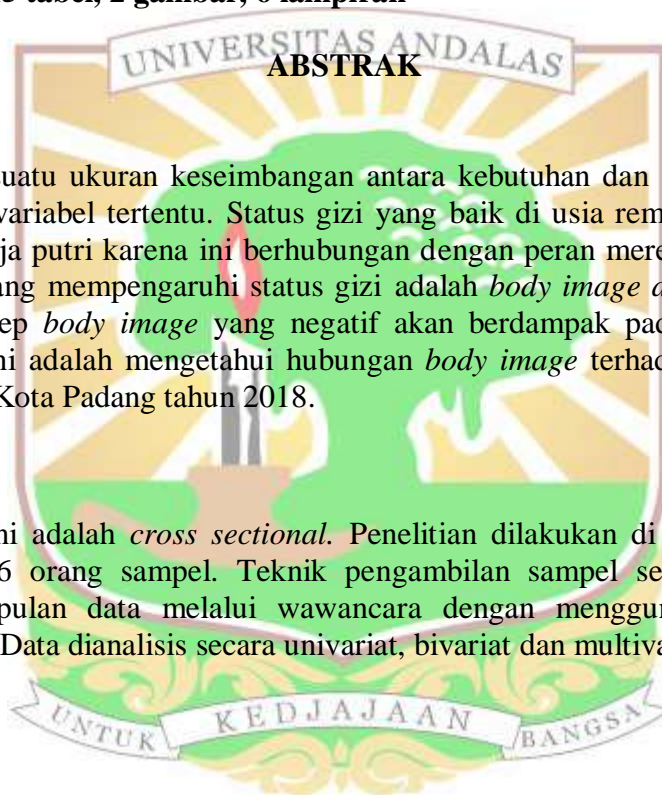 tabel, 2 gambar, 6 lampiran
UNIVERSITAS ANDALAS
ABSTRAK
suatu ukuran keseimbangan antara kebutuhan dan
variabel tertentu. Status gizi yang baik di usia rem
ja putri karena ini berhubungan dengan peran mere
ang mempengaruhi status gizi adalah body image a
ep body image yang negatif akan berdampak pad
ni adalah mengetahui hubungan body image terhad
Kota Padang tahun 2018.
ni adalah cross sectional. Penelitian dilakukan di
6 orang sampel. Teknik pengambilan sampel se
pulan data melalui wawancara dengan menggun
Data dianalisis secara univariat, bivariat dan multiva
UNTUK KEDJAJAAN BANGSA